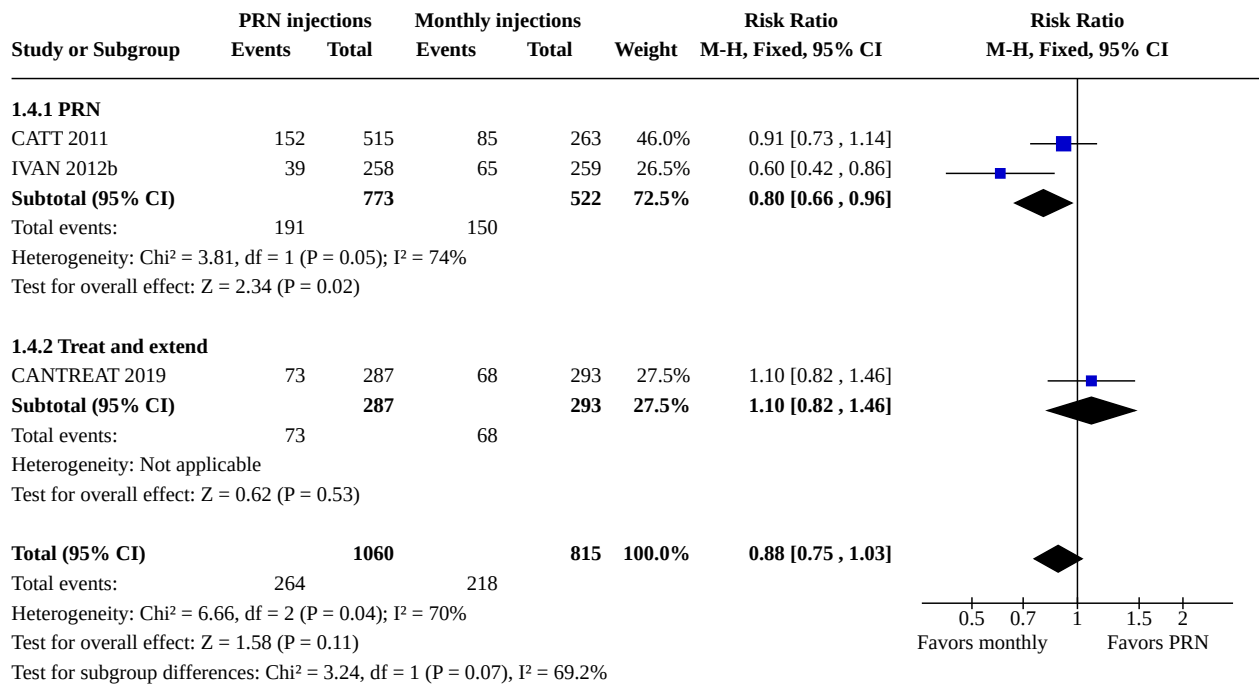 PRN injections Monthly injections Risk Ratio Risk Ratio
Study or Subgroup Events Total Events Total Weight M-H, Fixed, 95% CI M-H, Fixed, 95% CI
1.4.1 PRN
CATT 2011 152 515 85 263 46.0% 0.91 [0.73 , 1.14]
IVAN 2012b 39 258 65 259 26.5% 0.60 [0.42 , 0.86]
Subtotal (95% CI) 773 522 72.5% 0.80 [0.66 , 0.96]
Total events: 191 150
Heterogeneity: Chi² = 3.81, df = 1 (P = 0.05); I² = 74%
Test for overall effect: Z = 2.34 (P = 0.02)
1.4.2 Treat and extend
CANTREAT 2019 73 287 68 293 27.5% 1.10 [0.82 , 1.46]
Subtotal (95% CI) 287 293 27.5% 1.10 [0.82 , 1.46]
Total events: 73 68
Heterogeneity: Not applicable
Test for overall effect: Z = 0.62 (P = 0.53)
Total (95% CI) 1060 815 100.0% 0.88 [0.75 , 1.03]
Total events: 264 218
Heterogeneity: Chi² = 6.66, df = 2 (P = 0.04); I² = 70%
0.5 0.7 1 1.5 2
Test for overall effect: Z = 1.58 (P = 0.11) Favors monthly Favors PRN
Test for subgroup differences: Chi² = 3.24, df = 1 (P = 0.07), I² = 69.2%